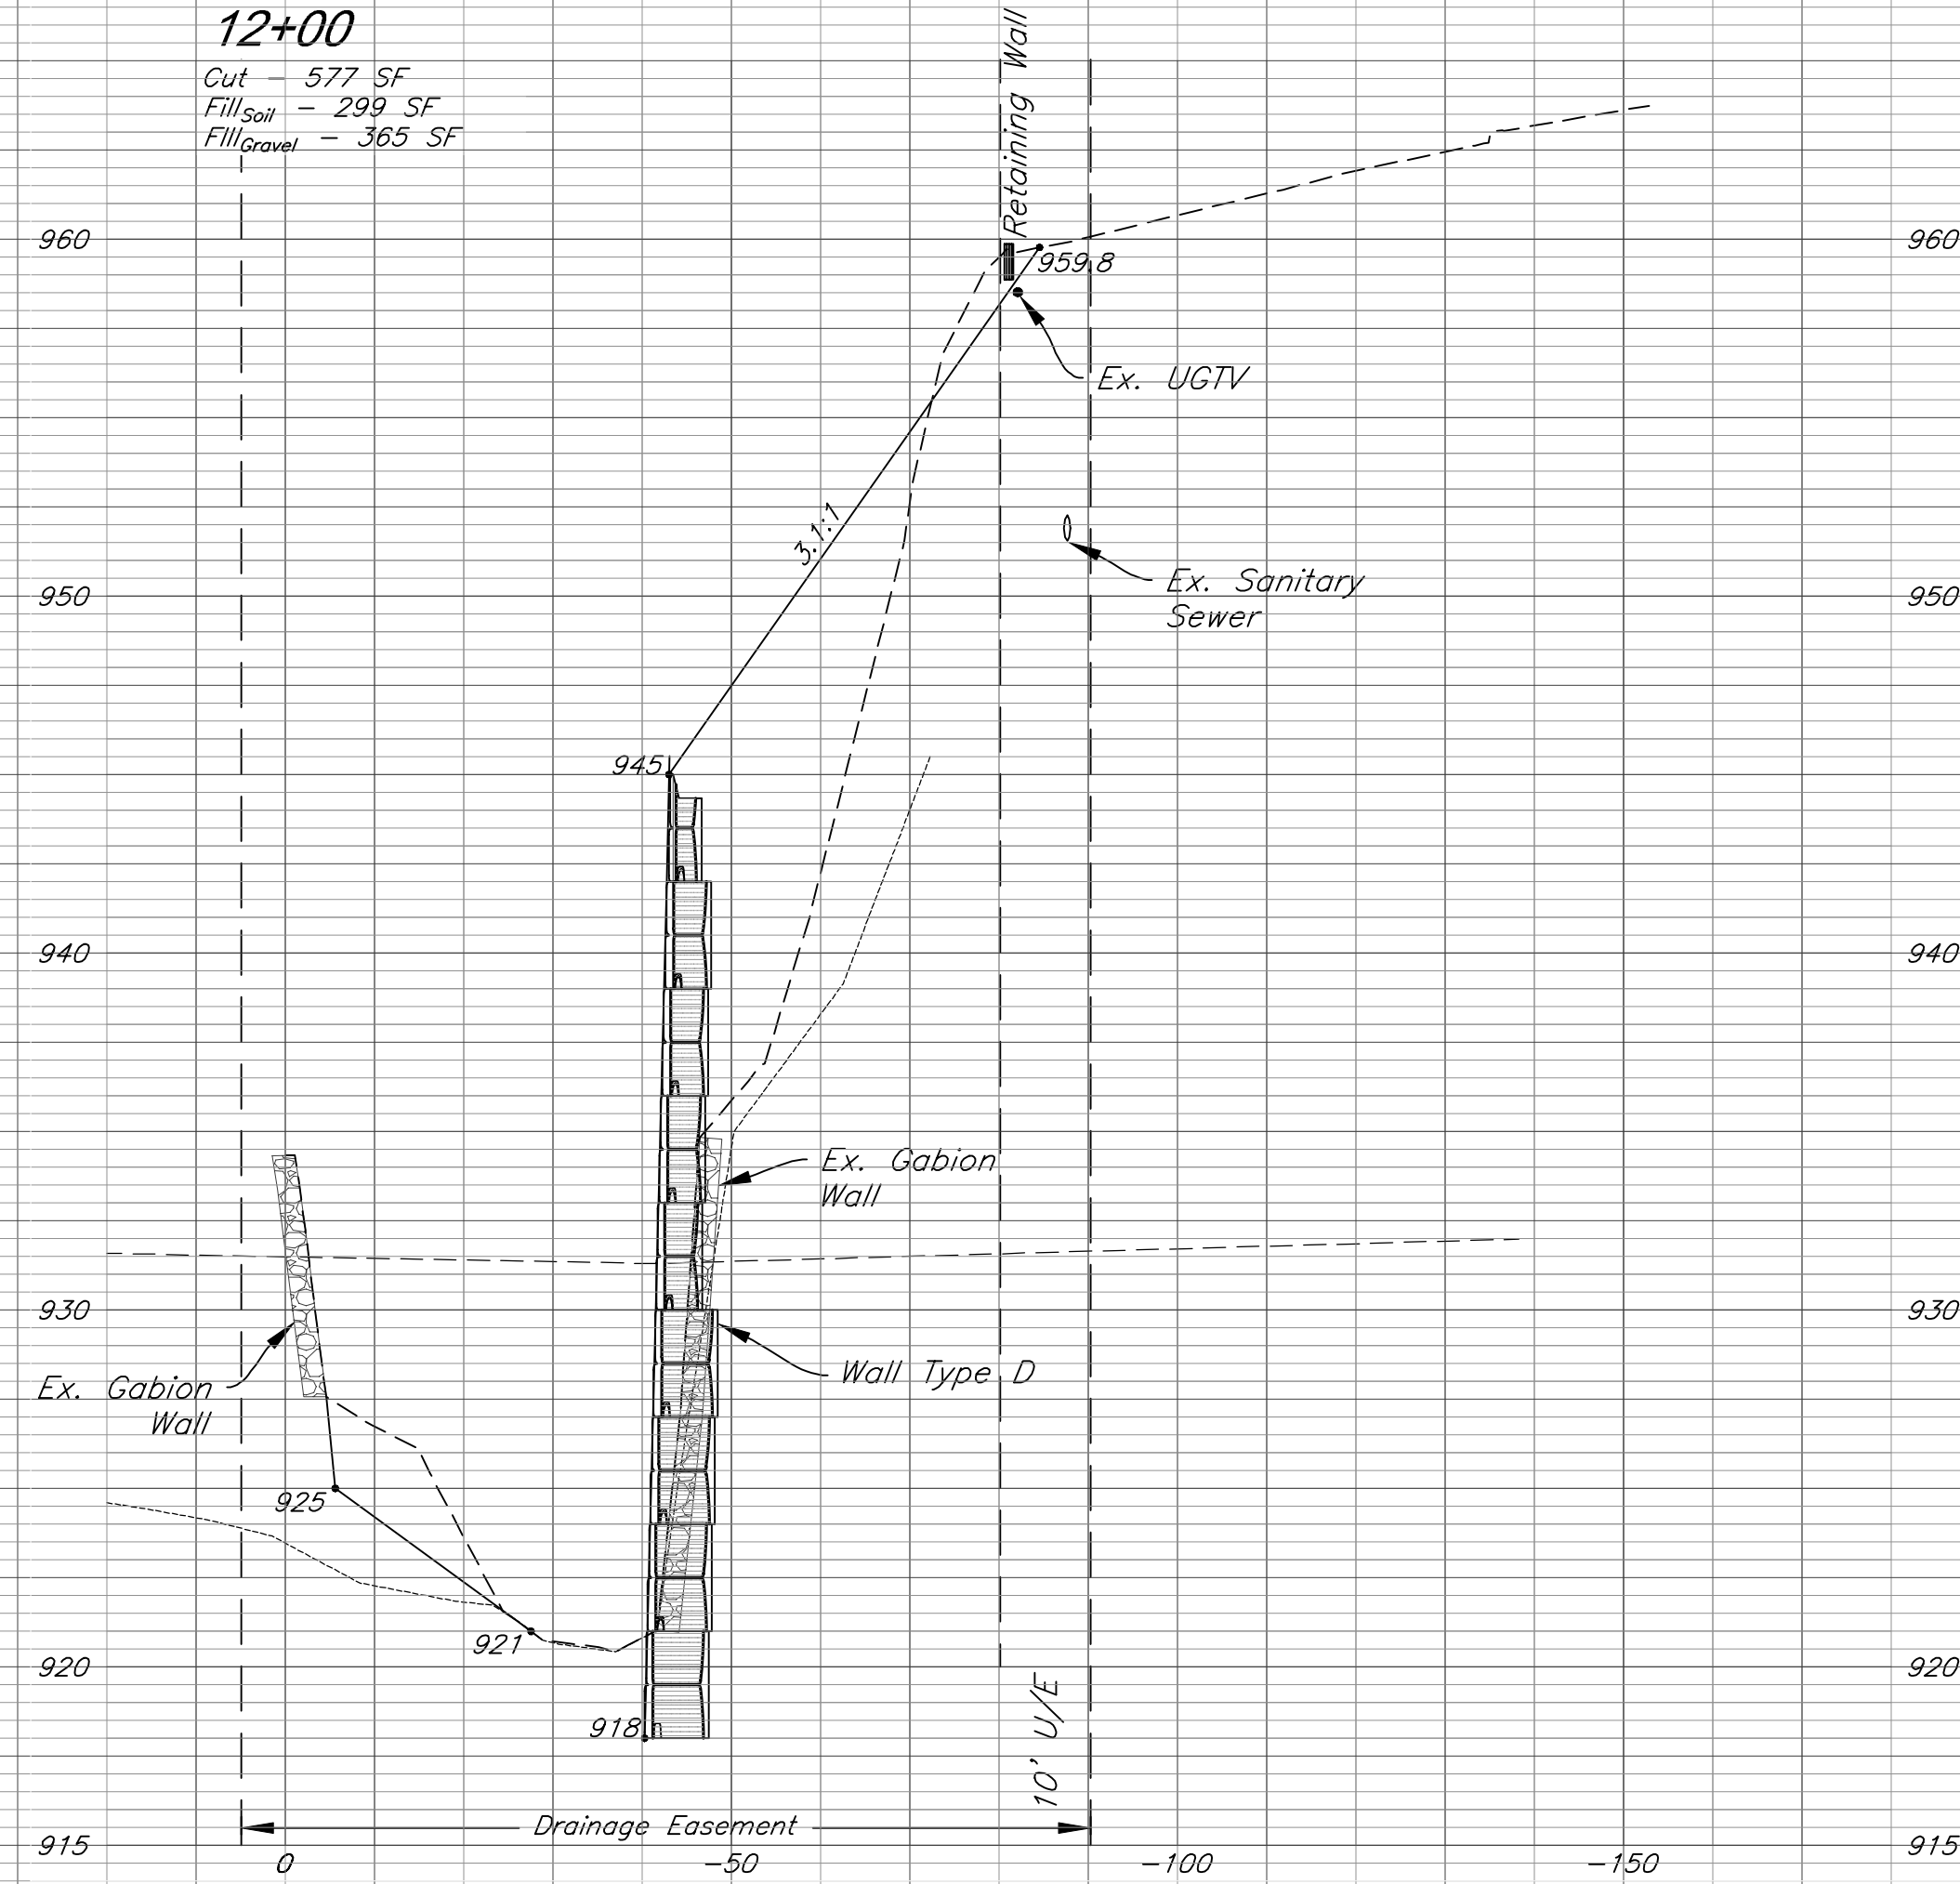 12+00
Cut - 577 SF
FillSoil - 299 SF
FIllGravel - 365 SF
Retaining Wall
960
960
959.8
Ex. UGTV
3.1:1
Ex. Sanitary
Sewer
950
950
945
940
940
Ex. Gabion
Wall
930
930
Wall Type D
Ex. Gabion
Wall
925
921
920
920
918
10' U/E
Drainage Easement
915
915
0
-50
-100
-150